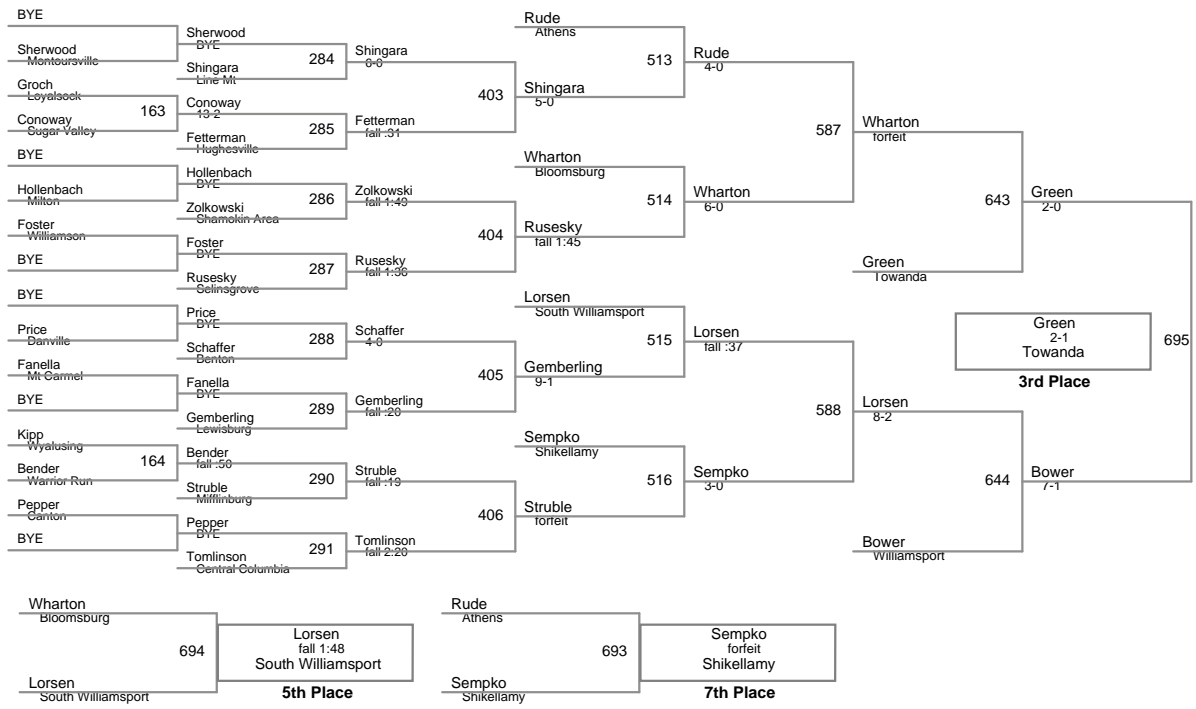 BYE
Sherwood
Montoursville
Groch
Loyalsock
163
Conoway
Sugar Valley
BYE
Hollenbach
Milton
Foster
Williamson
BYE
BYE
Price
Danville
Fanella
Mt Carmel
BYE
Kipp
Wyalusing
164
Bender
Warrior Run
Pepper
Canton
BYE
Sherwood
BYE
284
Shingara
Line Mt
Conoway
13-2
285
Fetterman
Hughesville
Hollenbach
BYE
286
Zolkowski
Shamokin Area
Foster
BYE
287
Rusesky
Selinsgrove
Price
BYE
288
Schaffer
Benton
Fanella
BYE
289
Gemberling
Lewisburg
Bender
fall :50
290
Struble
Mifflinburg
Pepper
BYE
291
Tomlinson
Central Columbia
Shingara
6-0
403
Fetterman
fall :31
Zolkowski
fall 1:49
404
Rusesky
fall 1:36
Schaffer
4-0
405
Gemberling
fall :20
Struble
fall :19
406
Tomlinson
fall 2:20
Rude
Athens
513
Shingara
5-0
Wharton
Bloomsburg
514
Rusesky
fall 1:45
Lorsen
South Williamsport
515
Gemberling
9-1
Sempko
Shikellamy
516
Struble
forfeit
Rude
4-0
587
Wharton
6-0
Lorsen
fall :37
588
Sempko
3-0
Wharton
forfeit
643
Green
Towanda
Lorsen
8-2
644
Bower
Williamsport
Green
2-0
695
Bower
7-1
Green
2-1
Towanda
3rd Place
Wharton
Bloomsburg
694
Lorsen
South Williamsport
Lorsen
fall 1:48
South Williamsport
5th Place
Rude
Athens
693
Sempko
Shikellamy
Sempko
forfeit
Shikellamy
7th Place